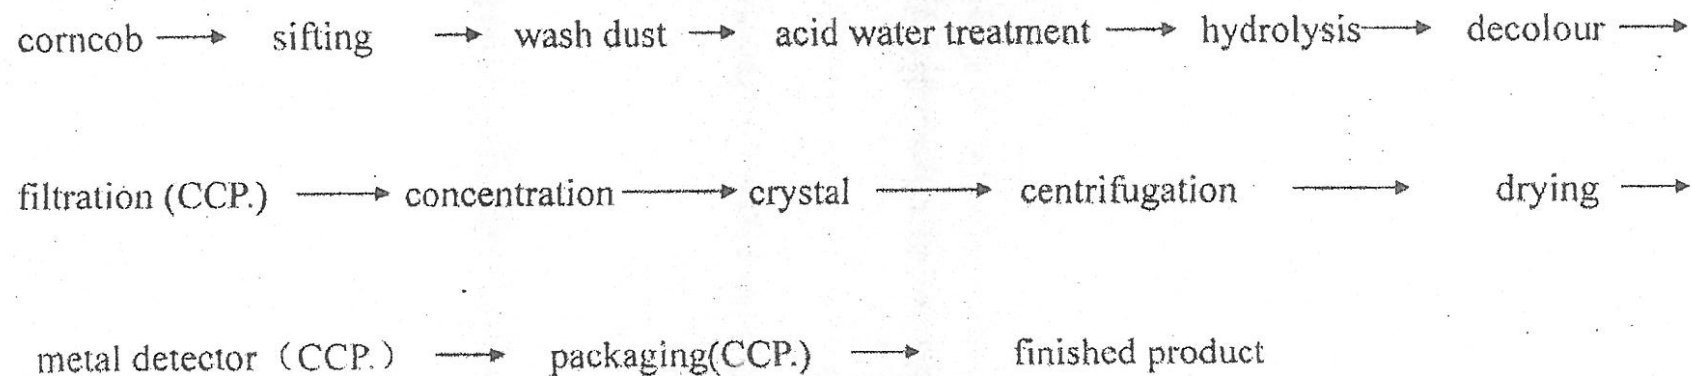 corncob → sifting → wash dust → acid water treatment → hydrolysis → decolour →
filtration (CCP.) → concentration → crystal → centrifugation → drying →
metal detector（CCP.） → packaging(CCP.) → finished product